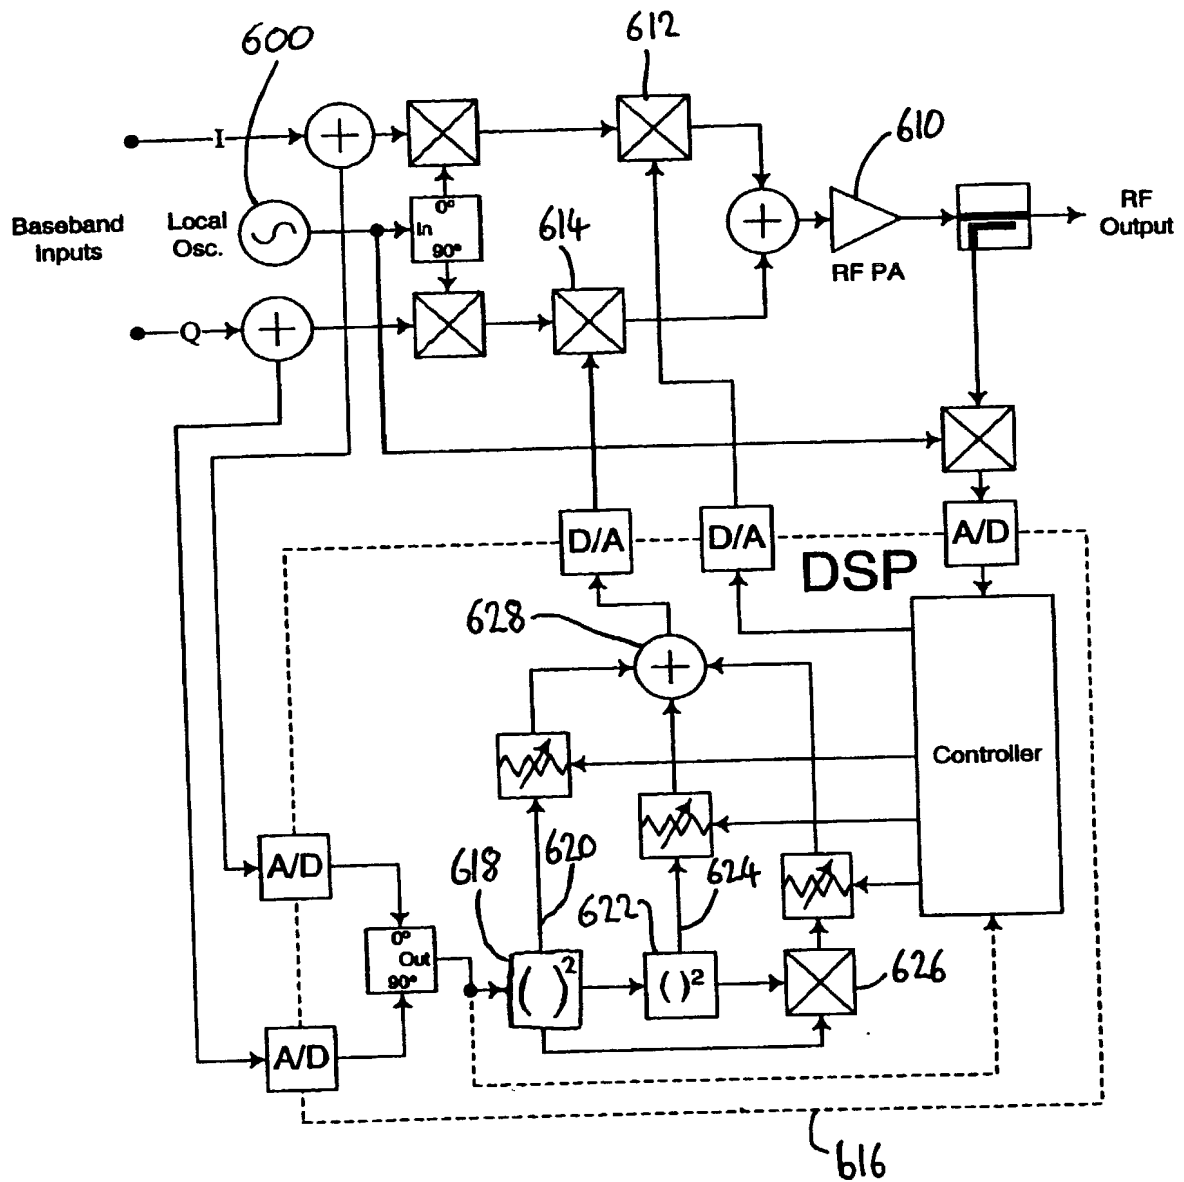 600
612
I
610
0°
Baseband
Inputs
Local
Osc.
In
90°
614
RF PA
RF
Output
Q
D/A
D/A
A/D
DSP
628
Controller
A/D
618
620
622
624
0°
Out
90°
( )²
( )²
626
A/D
616